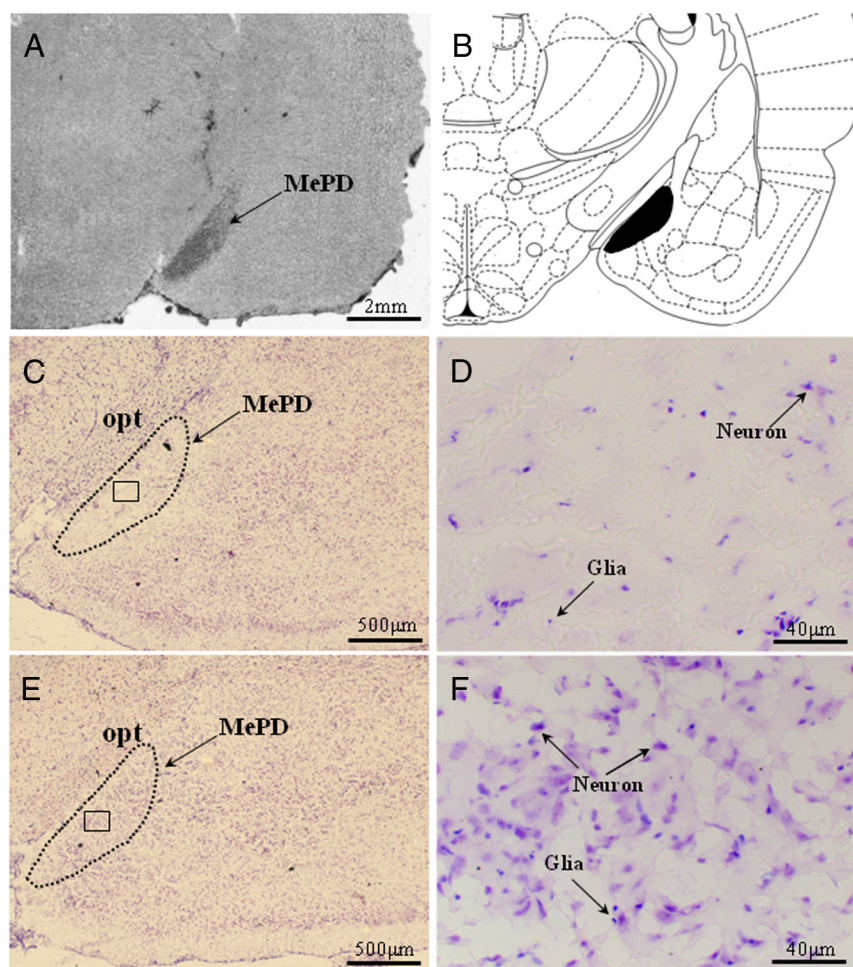 A
B
MePD
2mm
C
D
opt
MePD
Neuron
Glia
500μm
40μm
E
F
opt
MePD
Neuron
Glia
500μm
40μm